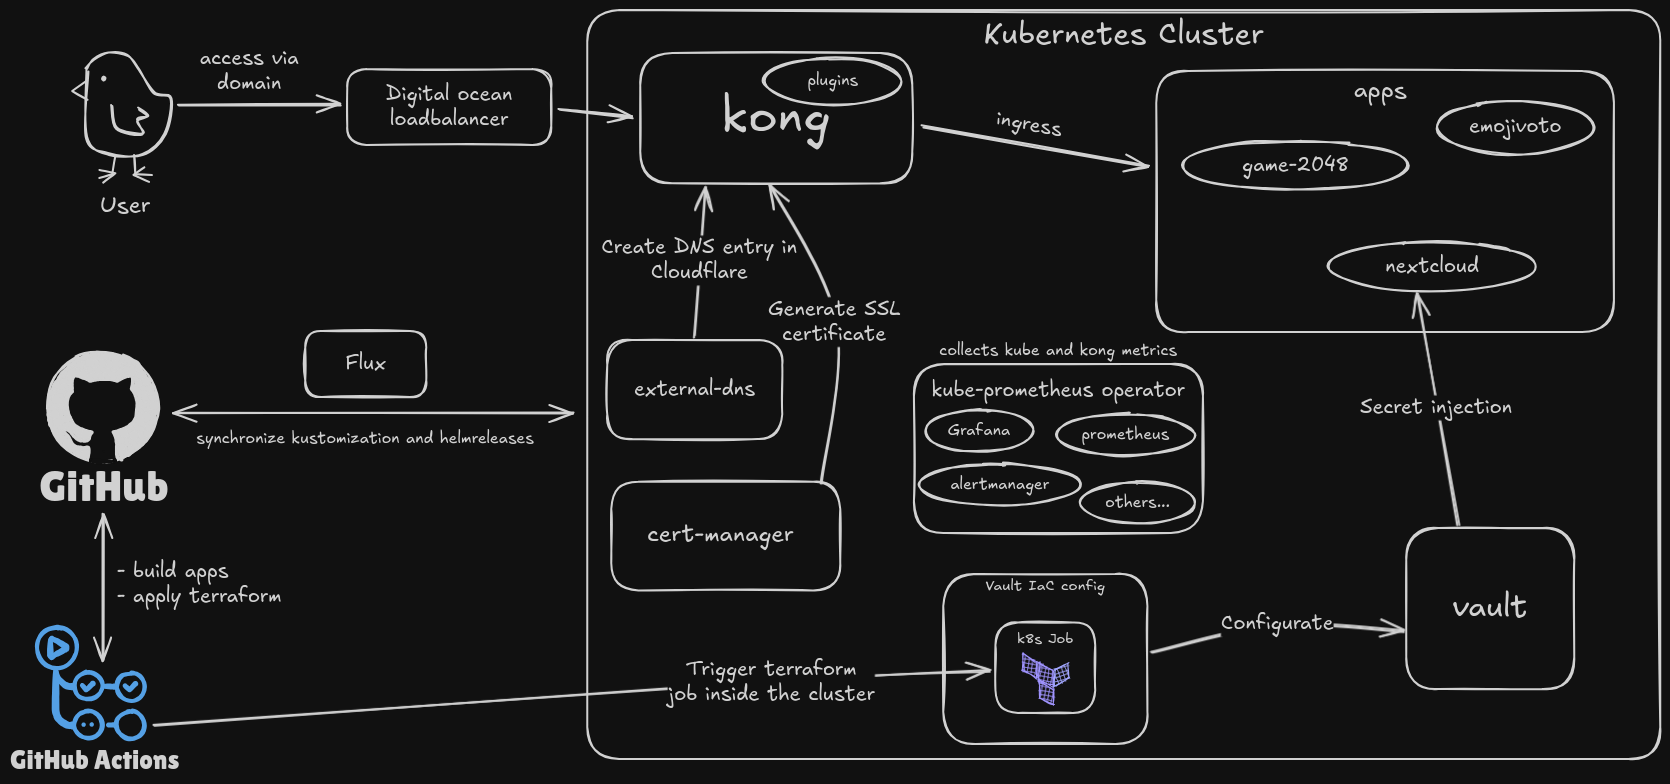 Kubernetes Cluster
access via
domain
User
Digital ocean
loadbalancer
plugins
kong
ingress
apps
emojivoto
game-2048
nextcloud
Create DNS entry in
Cloudflare
Generate SSL
certificate
Flux
synchronize kustomization and helmreleases
GitHub
external-dns
cert-manager
collects kube and kong metrics
kube-prometheus operator
Grafana
prometheus
alertmanager
others...
Secret injection
- build apps
- apply terraform
GitHub Actions
Trigger terraform
job inside the cluster
Vault IaC config
k8s Job
Configurate
vault